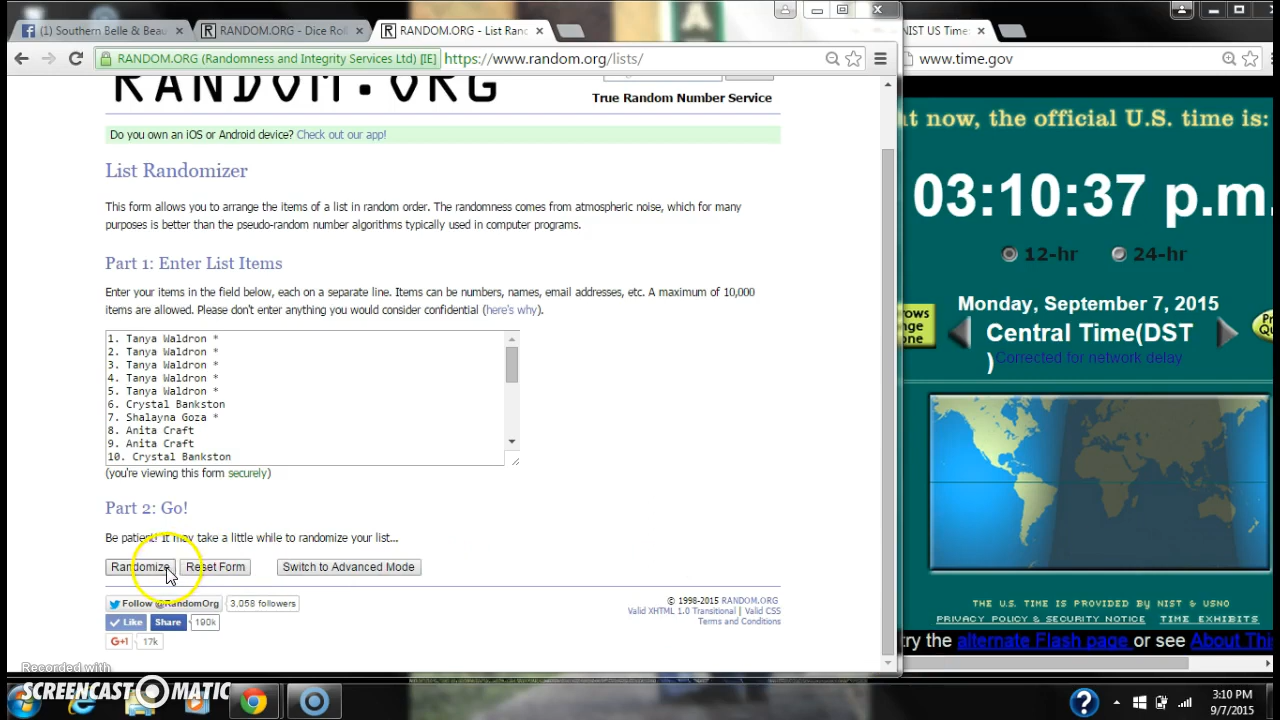 (1) Southern Belle & Beau
RANDOM.ORG - Dice Rol
RANDOM.ORG - List Ran
RANDOM.ORG (Randomness and Integrity Services Ltd) [IE]
https://www.random.org/lists/
RANDOM.ORG
True Random Number Service
Do you own an iOS or Android device? Check out our app!
List Randomizer
This form allows you to arrange the items of a list in random order. The randomness comes from atmospheric noise, which for many
purposes is better than the pseudo-random number algorithms typically used in computer programs.
Part 1: Enter List Items
Enter your items in the field below, each on a separate line. Items can be numbers, names, email addresses, etc. A maximum of 10,000
items are allowed. Please don't enter anything you would consider confidential (here's why).
1. Tanya Waldron *
2. Tanya Waldron *
3. Tanya Waldron *
4. Tanya Waldron *
5. Tanya Waldron *
6. Crystal Bankston
7. Shalayna Goza *
8. Anita Craft
9. Anita Craft
10. Crystal Bankston
(you're viewing this form securely)
Part 2: Go!
Be patient! It may take a little while to randomize your list...
Randomize
Reset Form
Switch to Advanced Mode
Follow @RandomOrg
3,058 followers
Like
Share
190k
G+1
17k
© 1998-2015 RANDOM.ORG
Valid XHTML 1.0 Transitional | Valid CSS
Terms and Conditions
NIST US Time
www.time.gov
t now, the official U.S. time is:
03:10:37 p.m.
12-hr
24-hr
Monday, September 7, 2015
Central Time(DST
)
Corrected for network delay
THE U.S. TIME IS PROVIDED BY NIST & USNO
PRIVACY POLICY & SECURITY NOTICE
TIME EXHIBITS
try the alternate Flash page or see About Thi
Recorded with
SCREENCAST MATIC
3:10 PM
9/7/2015